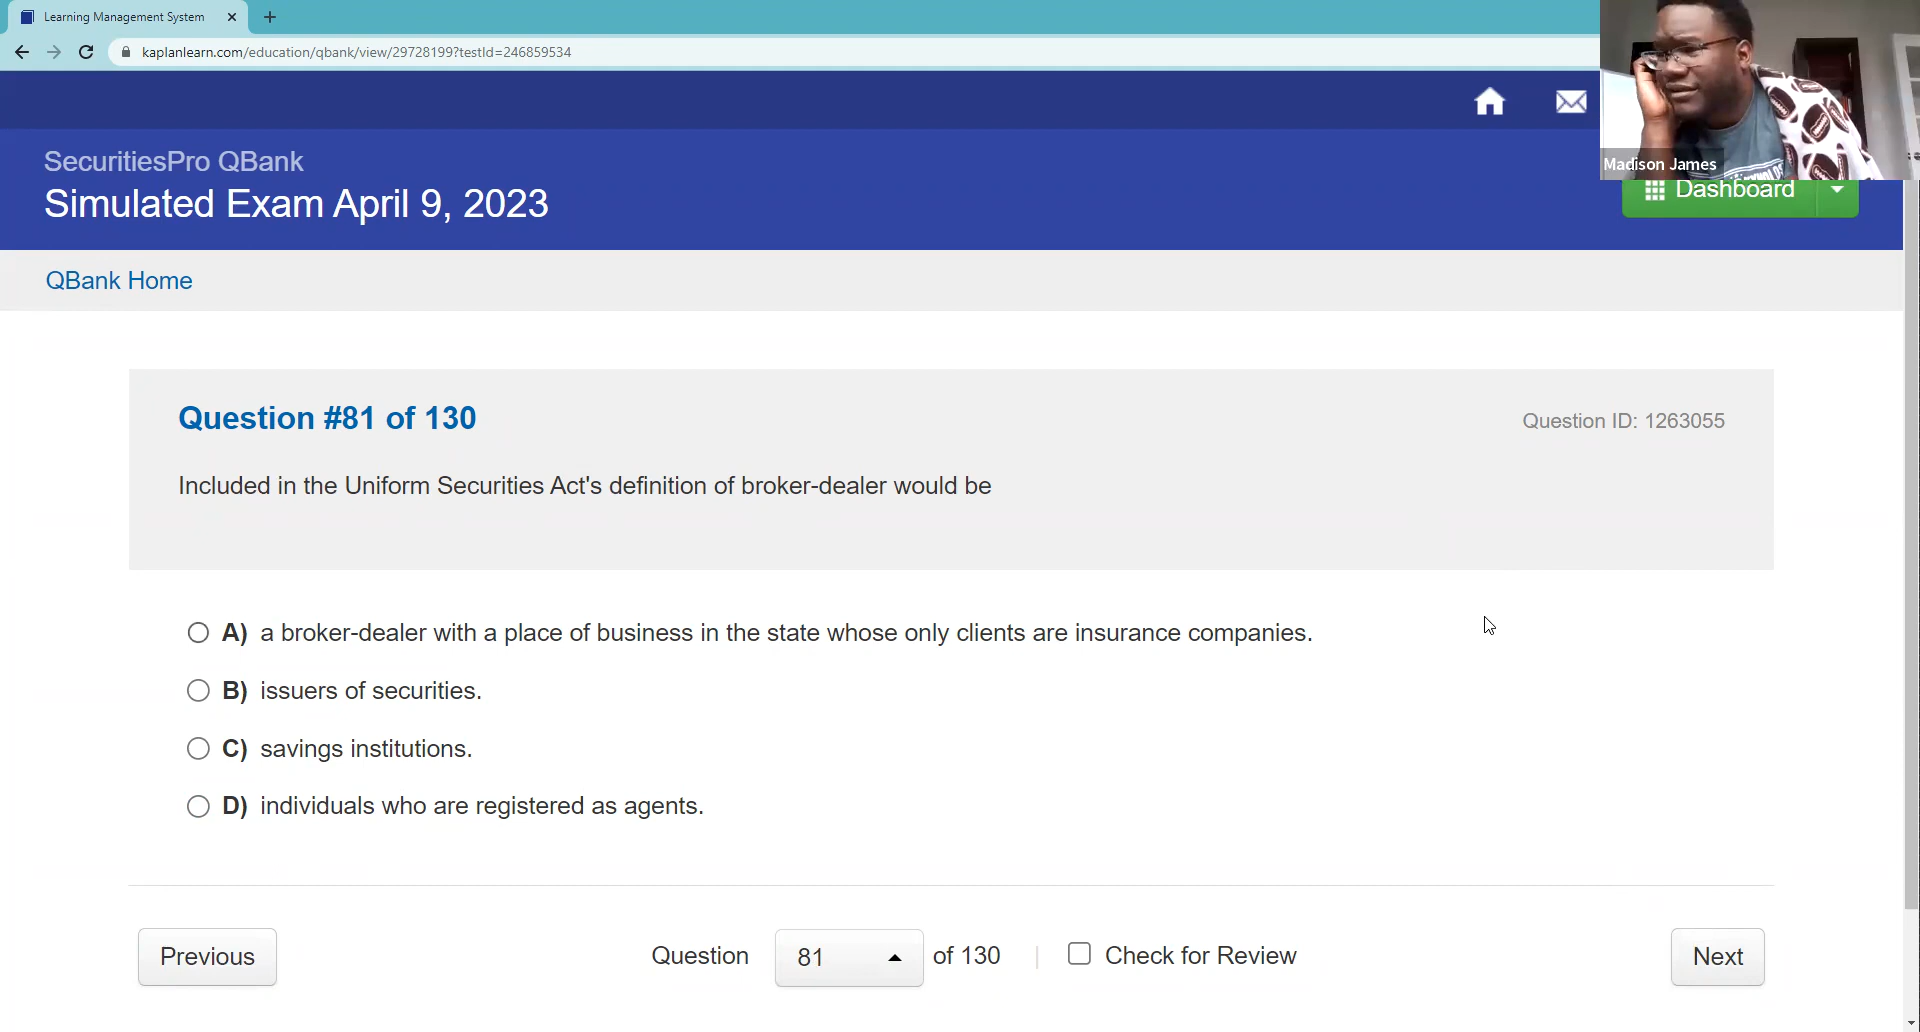 Learning Management System
kaplanlearn.com/education/qbank/view/29728199?testId=246859534
Madison James
SecuritiesPro QBank
Simulated Exam April 9, 2023
Dashboard
QBank Home
Question #81 of 130
Question ID: 1263055
Included in the Uniform Securities Act's definition of broker-dealer would be
A) a broker-dealer with a place of business in the state whose only clients are insurance companies.
B) issuers of securities.
C) savings institutions.
D) individuals who are registered as agents.
Previous Question 81 of 130 | Check for Review Next